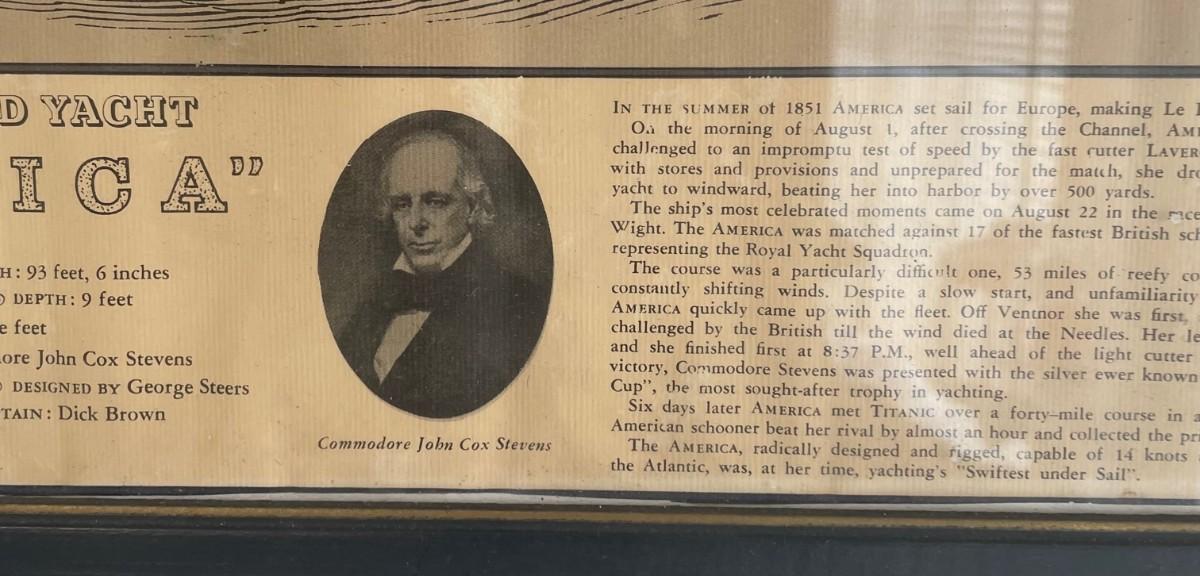 D YACHT
ICA”
H: 93 feet, 6 inches
DEPTH: 9 feet
e feet
ore John Cox Stevens
DESIGNED BY George Steers
TAIN: Dick Brown
Commodore John Cox Stevens
IN THE SUMMER of 1851 AMERICA set sail for Europe, making Le
On the morning of August 1, after crossing the Channel, AM
challenged to an impromptu test of speed by the fast cutter LAVER
with stores and provisions and unprepared for the match, she dr
yacht to windward, beating her into harbor by over 500 yards.
The ship's most celebrated moments came on August 22 in the race
Wight. The AMERICA was matched against 17 of the fastest British sc
representing the Royal Yacht Squadron.
The course was a particularly difficult one, 53 miles of reefy co
constantly shifting winds. Despite a slow start, and unfamiliarity
AMERICA quickly came up with the fleet. Off Ventnor she was first,
challenged by the British till the wind died at the Needles. Her le
and she finished first at 8:37 P.M., well ahead of the light cutter
victory, Commodore Stevens was presented with the silver ewer known
Cup", the most sought-after trophy in yachting.
Six days later AMERICA met TITANIC over a forty-mile course in a
American schooner beat her rival by almost an hour and collected the pr
The AMERICA, radically designed and rigged, capable of 14 knots
the Atlantic, was, at her time, yachting's "Swiftest under Sail".